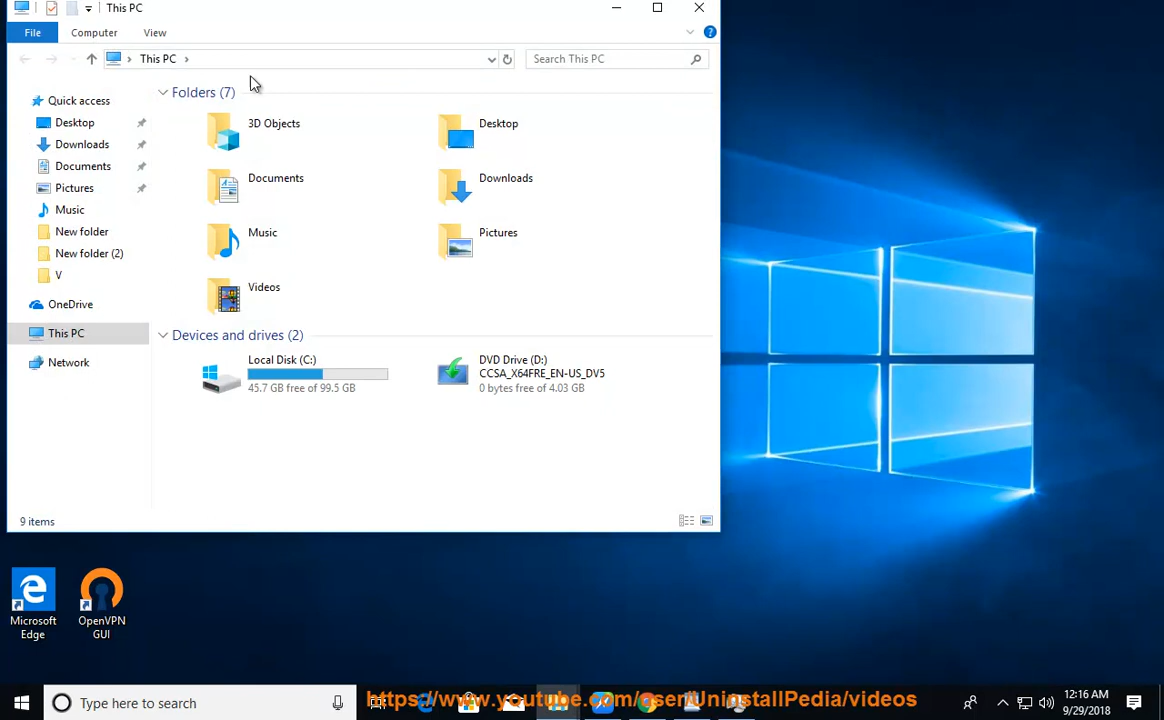 This PC
File
Computer
View
This PC
Search This PC
Quick access
Desktop
Downloads
Documents
Pictures
Music
New folder
New folder (2)
V
OneDrive
This PC
Network
Folders (7)
3D Objects
Desktop
Documents
Downloads
Music
Pictures
Videos
Devices and drives (2)
Local Disk (C:)
45.7 GB free of 99.5 GB
DVD Drive (D:)
CCSA_X64FRE_EN-US_DV5
0 bytes free of 4.03 GB
9 items
Microsoft
Edge
OpenVPN
GUI
Type here to search
https://www.youtube.com/user/UninstallPedia/videos
12:16 AM
9/29/2018